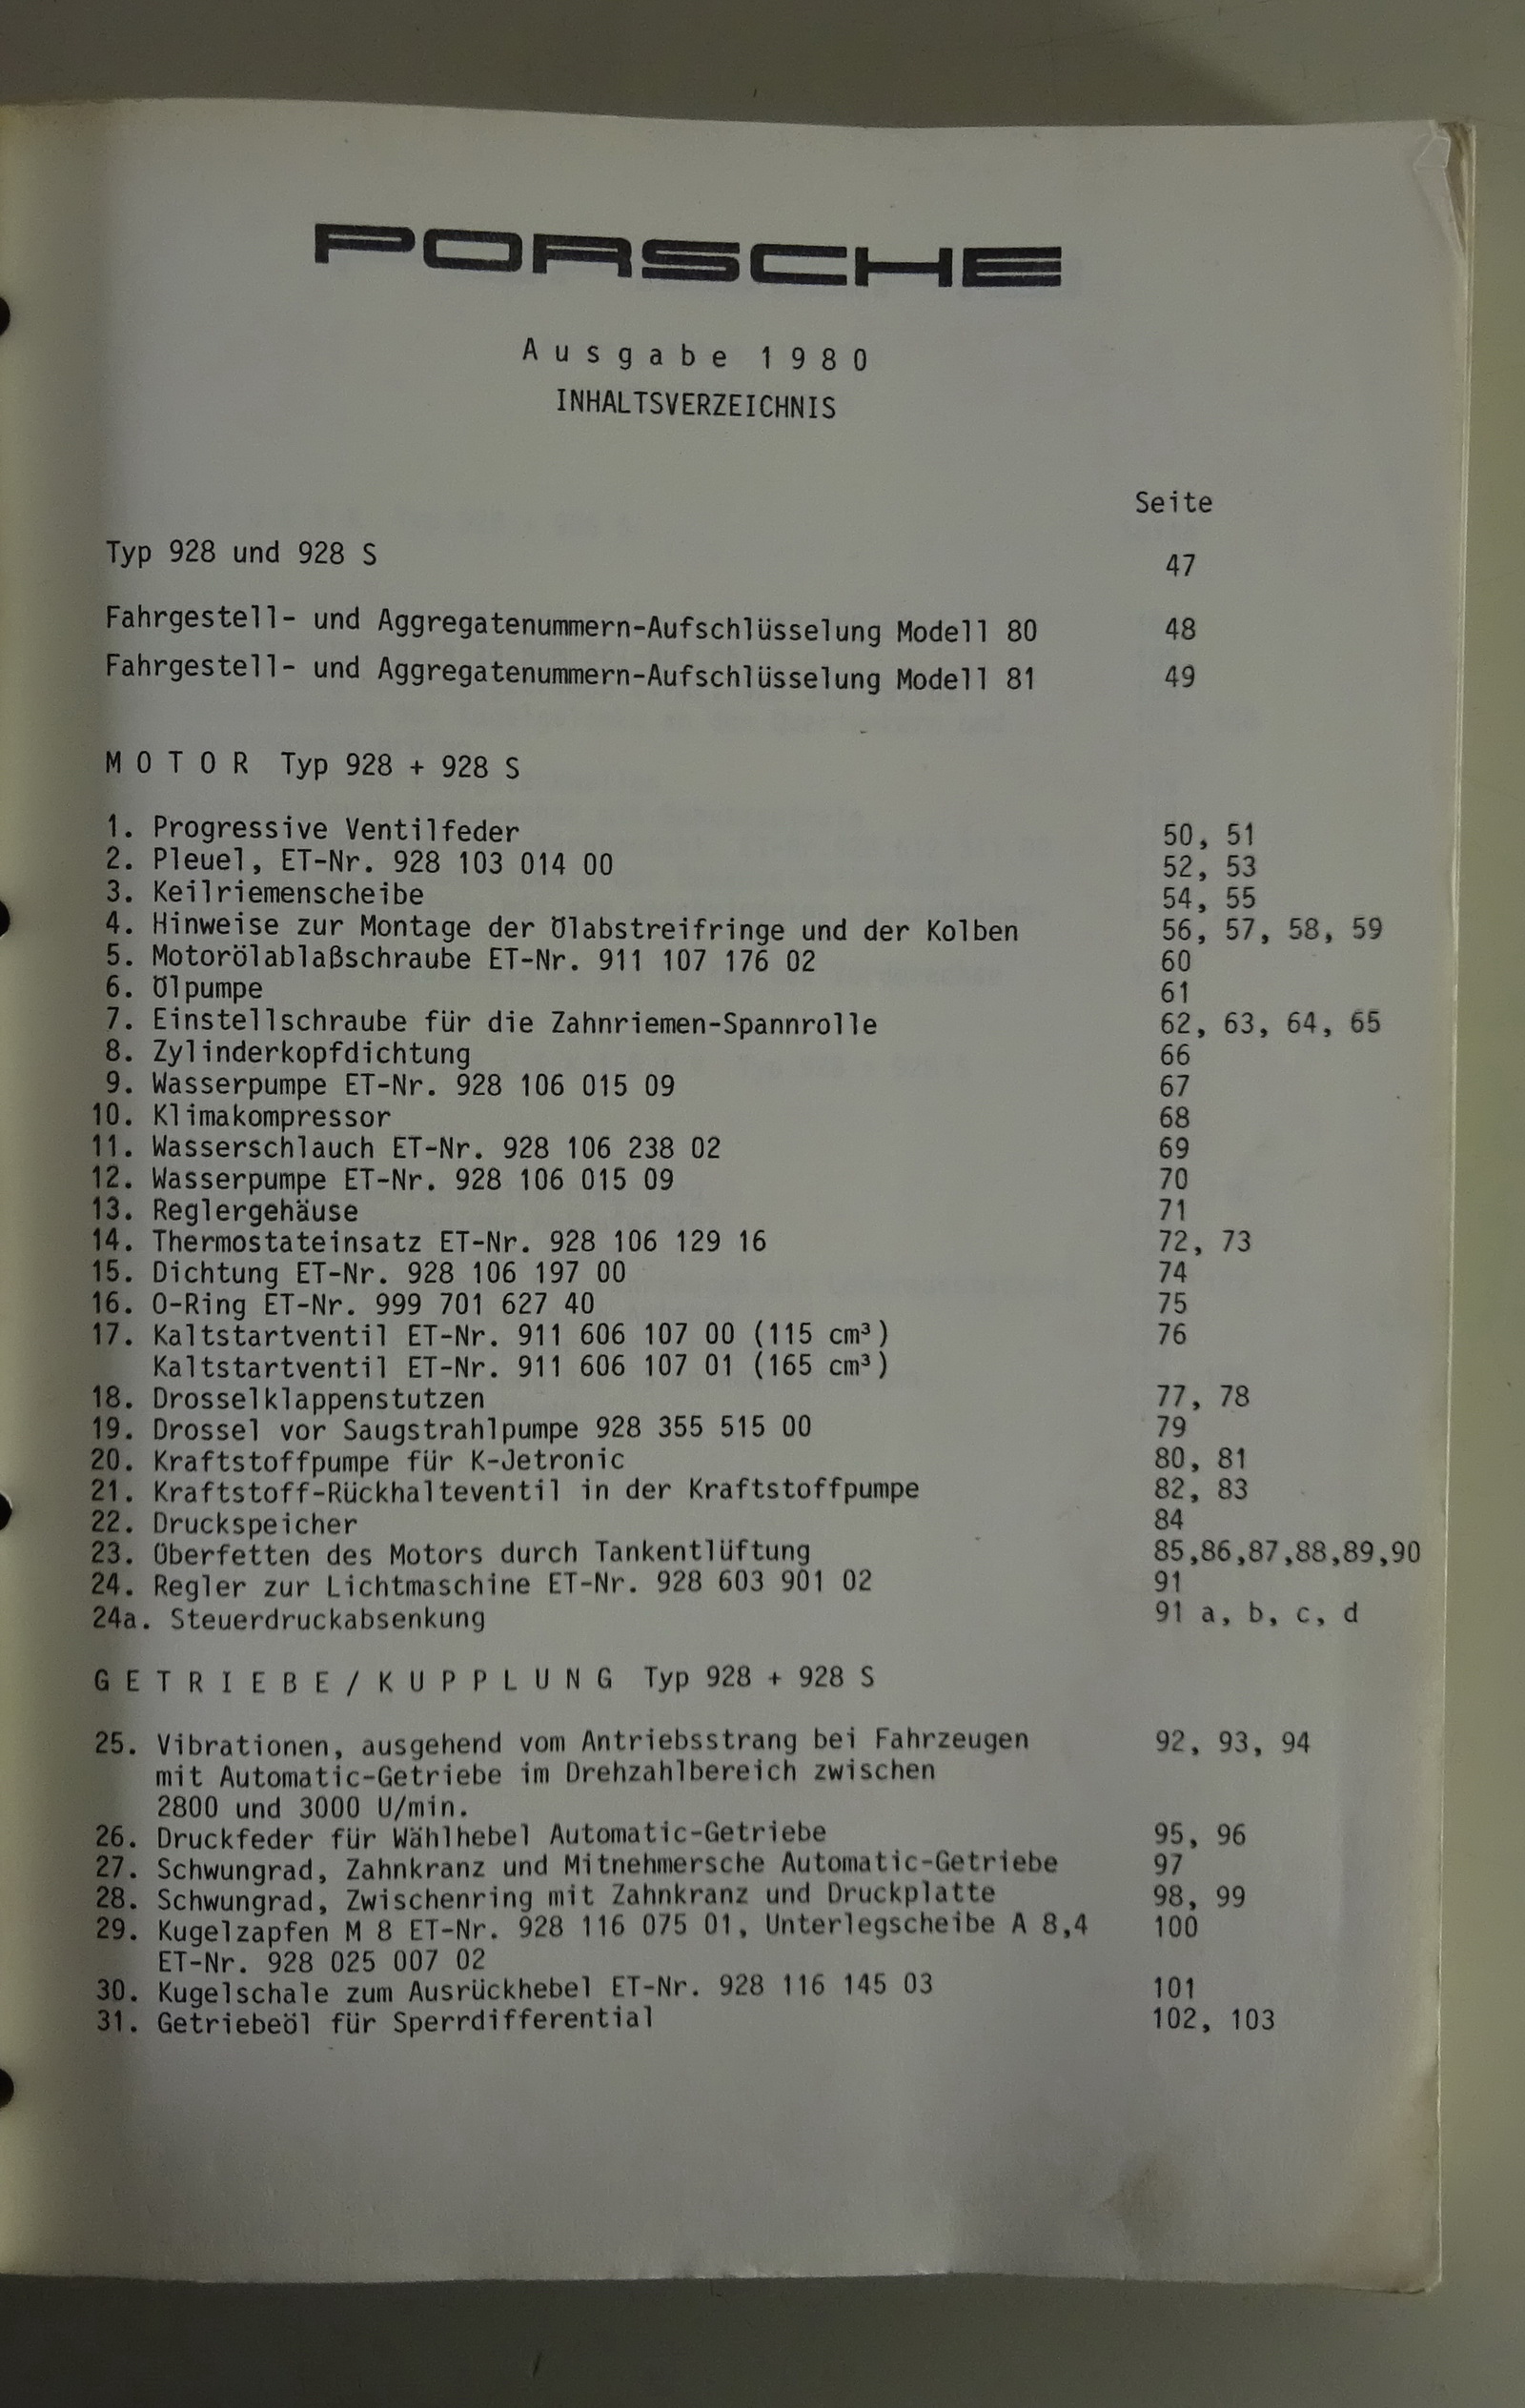 PORSCHE
Ausgabe 1980
INHALTSVERZEICHNIS
Seite
Typ 928 und 928 S 47
Fahrgestell- und Aggregatenummern-Aufschlüsselung Modell 80 48
Fahrgestell- und Aggregatenummern-Aufschlüsselung Modell 81 49
MOTOR Typ 928 + 928 S
1. Progressive Ventilfeder 50, 51
2. Pleuel, ET-Nr. 928 103 014 00 52, 53
3. Keilriemenscheibe 54, 55
4. Hinweise zur Montage der Ölabstreifringe und der Kolben 56, 57, 58, 59
5. Motorölablaßschraube ET-Nr. 911 107 176 02 60
6. Ölpumpe 61
7. Einstellschraube für die Zahnriemen-Spannrolle 62, 63, 64, 65
8. Zylinderkopfdichtung 66
9. Wasserpumpe ET-Nr. 928 106 015 09 67
10. Klimakompressor 68
11. Wasserschlauch ET-Nr. 928 106 238 02 69
12. Wasserpumpe ET-Nr. 928 106 015 09 70
13. Reglergehäuse 71
14. Thermostateinsatz ET-Nr. 928 106 129 16 72, 73
15. Dichtung ET-Nr. 928 106 197 00 74
16. O-Ring ET-Nr. 999 701 627 40 75
17. Kaltstartventil ET-Nr. 911 606 107 00 (115 cm³) 76
Kaltstartventil ET-Nr. 911 606 107 01 (165 cm³)
18. Drosselklappenstutzen 77, 78
19. Drossel vor Saugstrahlpumpe 928 355 515 00 79
20. Kraftstoffpumpe für K-Jetronic 80, 81
21. Kraftstoff-Rückhalteventil in der Kraftstoffpumpe 82, 83
22. Druckspeicher 84
23. Überfetten des Motors durch Tankentlüftung 85,86,87,88,89,90
24. Regler zur Lichtmaschine ET-Nr. 928 603 901 02 91
24a. Steuerdruckabsenkung 91 a, b, c, d
GETRIEBE/KUPPLUNG Typ 928 + 928 S
25. Vibrationen, ausgehend vom Antriebsstrang bei Fahrzeugen 92, 93, 94
mit Automatic-Getriebe im Drehzahlbereich zwischen
2800 und 3000 U/min.
26. Druckfeder für Wählhebel Automatic-Getriebe 95, 96
27. Schwungrad, Zahnkranz und Mitnehmersche Automatic-Getriebe 97
28. Schwungrad, Zwischenring mit Zahnkranz und Druckplatte 98, 99
29. Kugelzapfen M 8 ET-Nr. 928 116 075 01, Unterlegscheibe A 8,4 100
ET-Nr. 928 025 007 02
30. Kugelschale zum Ausrückhebel ET-Nr. 928 116 145 03 101
31. Getriebeöl für Sperrdifferential 102, 103